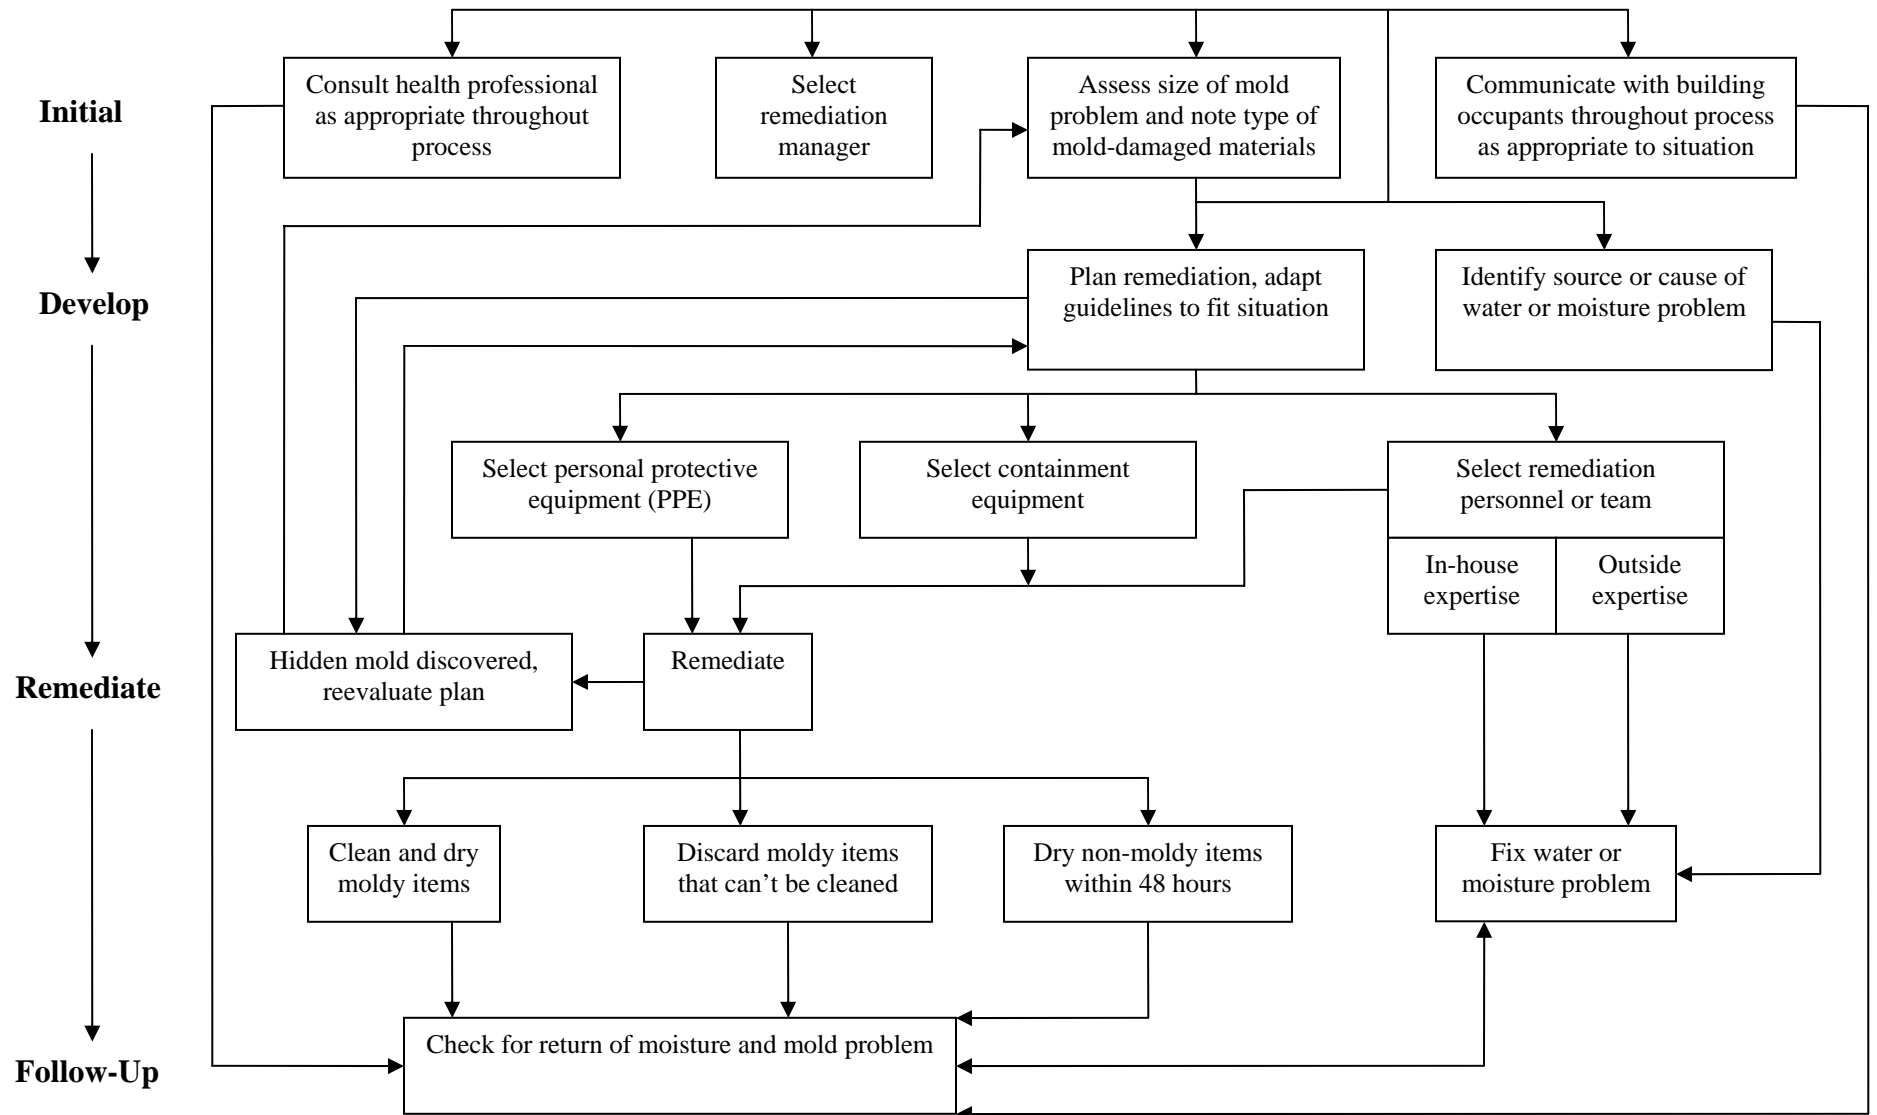 Initial
Consult health professional
as appropriate throughout
process
Select
remediation
manager
Assess size of mold
problem and note type of
mold-damaged materials
Communicate with building
occupants throughout process
as appropriate to situation
Develop
Plan remediation, adapt
guidelines to fit situation
Identify source or cause of
water or moisture problem
Select personal protective
equipment (PPE)
Select containment
equipment
Select remediation
personnel or team
In-house
expertise
Outside
expertise
Remediate
Hidden mold discovered,
reevaluate plan
Remediate
Clean and dry
moldy items
Discard moldy items
that can’t be cleaned
Dry non-moldy items
within 48 hours
Fix water or
moisture problem
Follow-Up
Check for return of moisture and mold problem